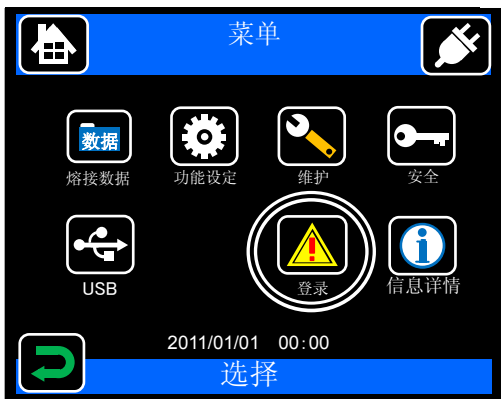 菜单
数据
熔接数据 功能设定 维护 安全
USB 登录 信息详情
2011/01/01 00:00
选择